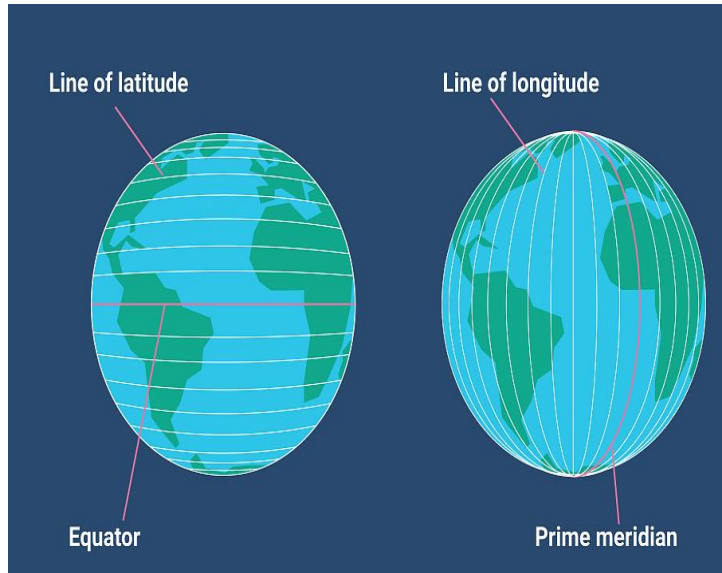 Line of latitude
Line of longitude
Equator
Prime meridian